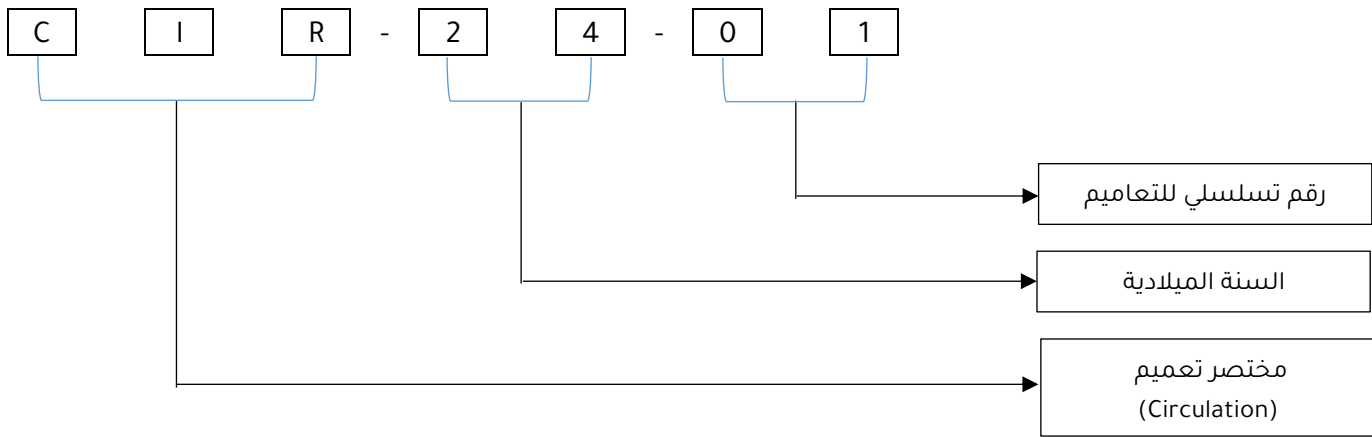 C I R - 2 4 - 0 1
رقم تسلسلي للتعاميم
السنة الميلادية
مختصر تعميم
(Circulation)